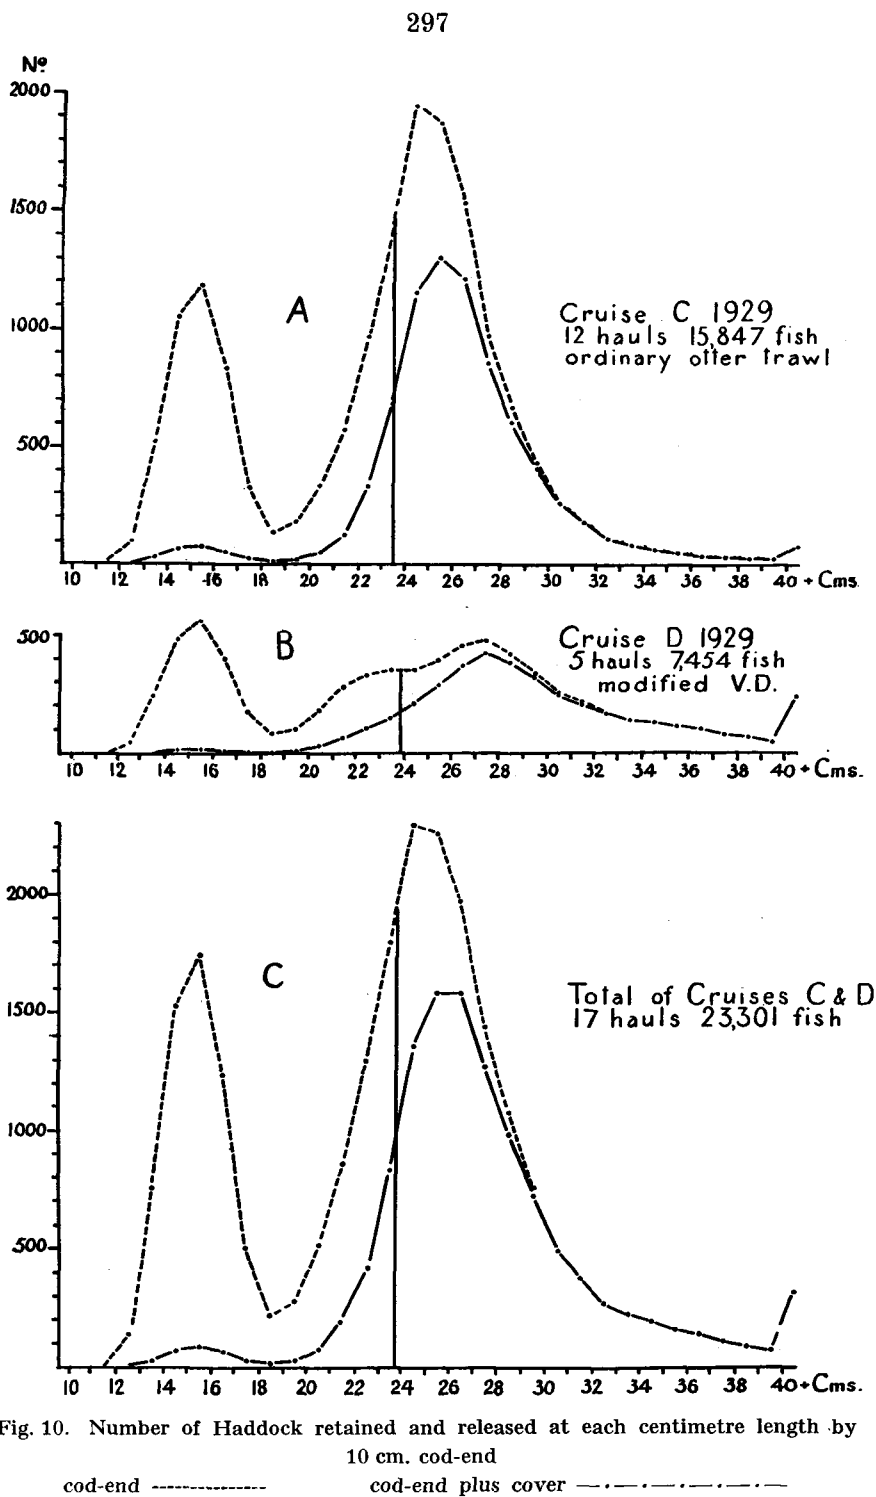 297
Nº
2000
1500
1000
500
A
Cruise C 1929
12 hauls 15,847 fish
ordinary otter trawl
10 12 14 16 18 20 22 24 26 28 30 32 34 36 38 40 + Cms.
500
B
Cruise D 1929
5 hauls 7,454 fish
modified V.D.
10 12 14 16 18 20 22 24 26 28 30 32 34 36 38 40 + Cms.
2000
1500
1000
500
C
Total of Cruises C & D
17 hauls 23,301 fish
10 12 14 16 18 20 22 24 26 28 30 32 34 36 38 40 + Cms.
Fig. 10. Number of Haddock retained and released at each centimetre length by
10 cm. cod-end
cod-end cod-end plus cover